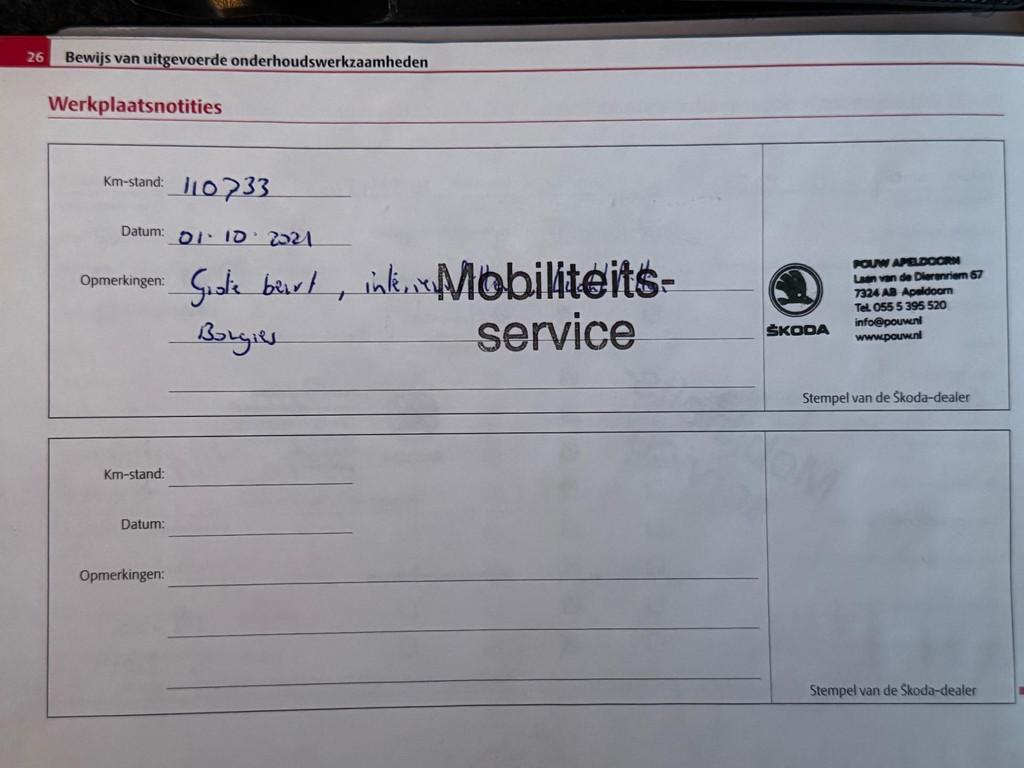 26 Bewijs van uitgevoerde onderhoudswerkzaamheden
Werkplaatsnotities
Km-stand: 110733
Datum: 01-10-2021
Opmerkingen: Grote beurt,
Mobiliteits-
service
Bougies
ŠKODA
POUW APELDOORN
Laan van de Dierenriem 67
7324 AB Apeldoorn
Tel. 055 5 395 520
info@pouw.nl
www.pouw.nl
Stempel van de Škoda-dealer
Km-stand:
Datum:
Opmerkingen:
Stempel van de Škoda-dealer